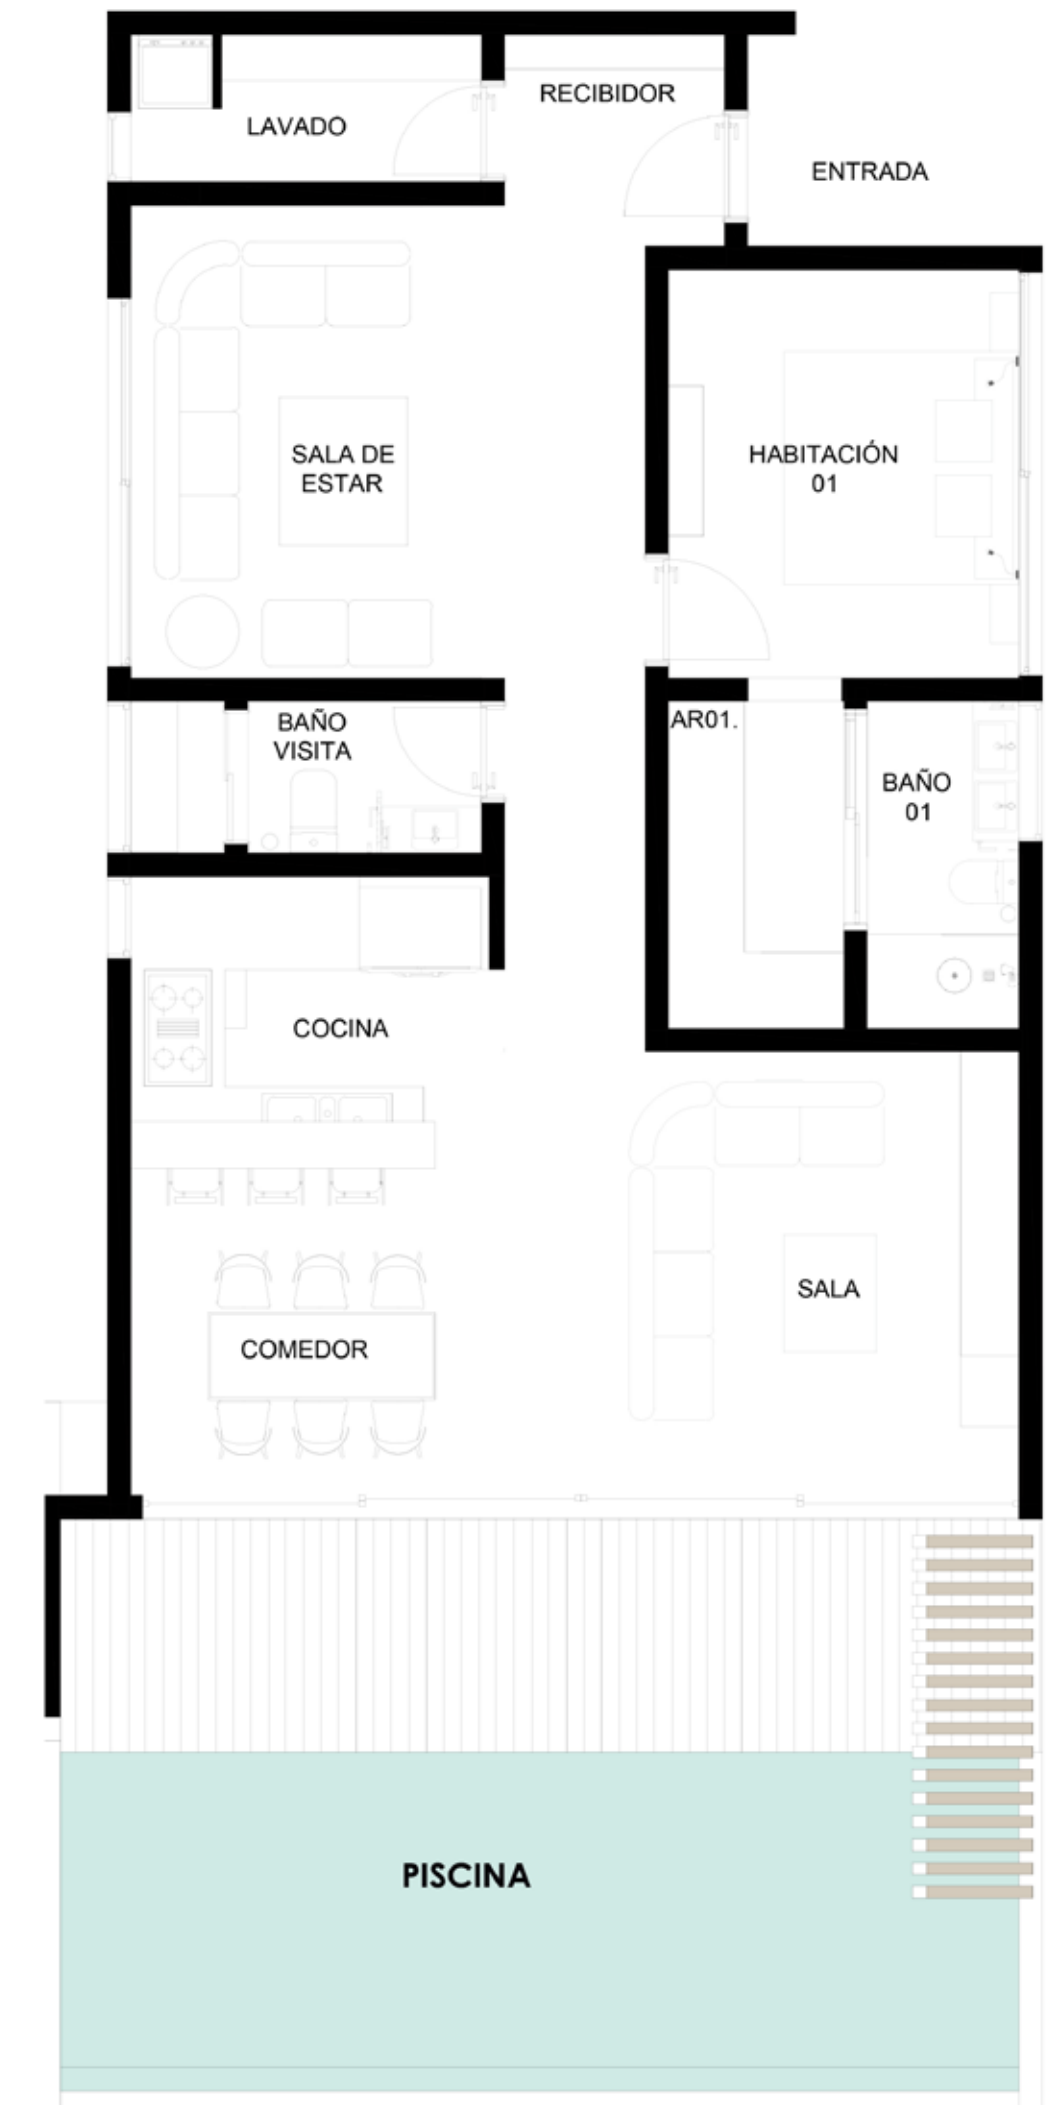 RECIBIDOR
LAVADO
ENTRADA
SALA DE
ESTAR
HABITACIÓN
01
BAÑO
VISITA
AR01.
BAÑO
01
COCINA
SALA
COMEDOR
PISCINA